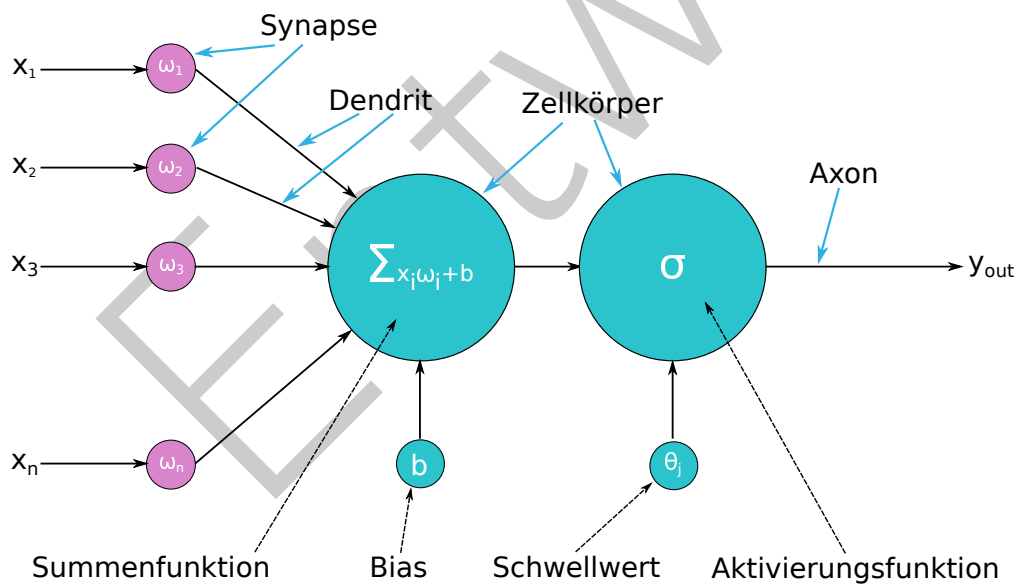 Synapse
x1
ω1
Dendrit
Zellkörper
x2
ω2
Axon
x3
ω3
Σxiωi+b
σ
yout
xn
ωn
b
θj
Summenfunktion
Bias
Schwellwert
Aktivierungsfunktion